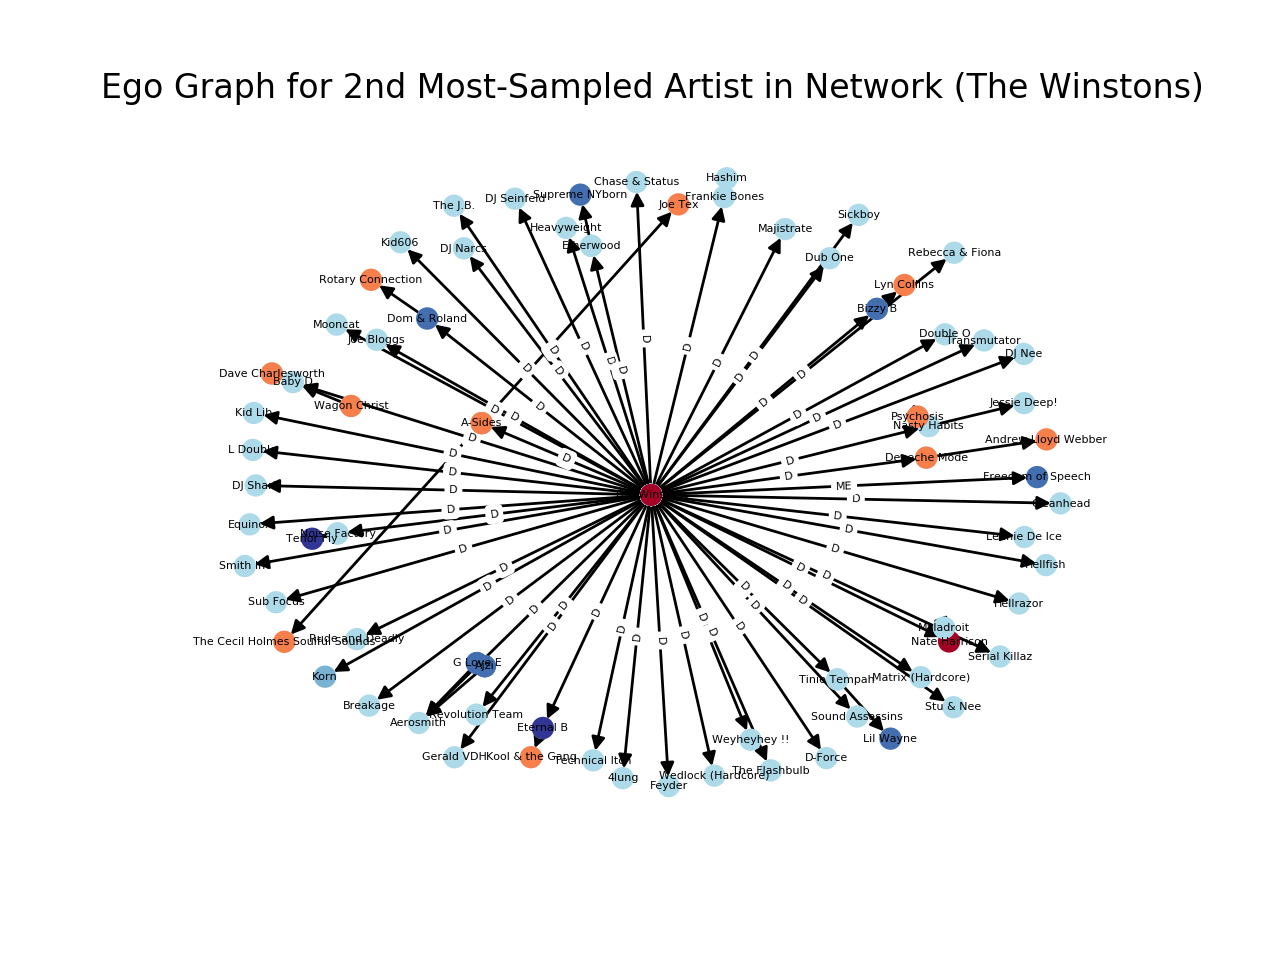 Ego Graph for 2nd Most-Sampled Artist in Network (The Winstons)
Hashim
Chase & Status
Supreme NYborn
Frankie Bones
DJ Seinfeld
The J.B.
Joe Tex
Sickboy
Heavyweight
Majistrate
Kid606
DJ Narcs
Rebecca & Fiona
Dub One
Rotary Connection
Lyn Collins
Bizzy B
Dom & Roland
Mooncat
Double O
Joe Bloggs
Transmutator
DJ Nee
Dave Charlesworth
Baby D
Wagon Christ
Jessie Deep!
Kid Lib
Psychosis
A-Sides
Nasty Habits
Andrew Lloyd Webber
L Double
Depeche Mode
Freedom of Speech
DJ Shark
ME
Equinox
Noise Factory
Tenor Fly
Lennie De Ice
Smith Inc
Hellfish
Sub Focus
Hellrazor
Rude and Deadly
The Cecil Holmes Soulful Sounds
Nate Harrison
Serial Killaz
G Love E
Korn
Matrix (Hardcore)
Tinie Tempah
Breakage
Stu & Nee
Revolution Team
Sound Assassins
Aerosmith
Eternal B
Lil Wayne
Weyheyhey !!
Gerald VDH
Kool & the Gang
Technical Itch
D-Force
The Flashbulb
Wedlock (Hardcore)
4lung
Feyder